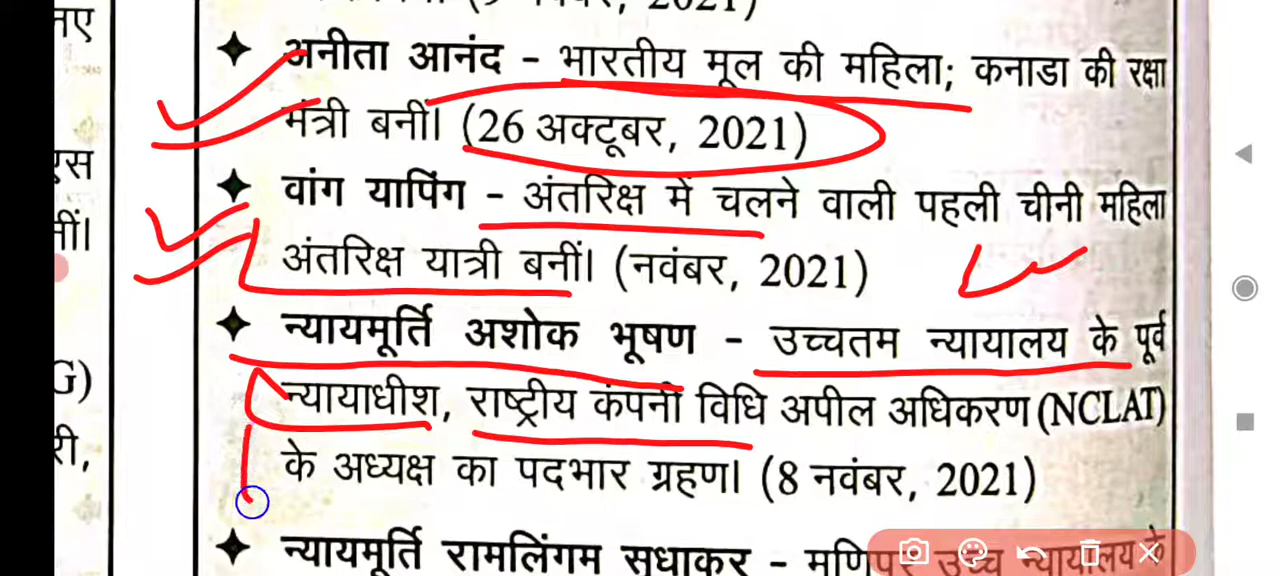 2021)
✦ अनीता आनंद - भारतीय मूल की महिला; कनाडा की रक्षा
मंत्री बनीं। (26 अक्टूबर, 2021)
✦ वांग यापिंग - अंतरिक्ष में चलने वाली पहली चीनी महिला
अंतरिक्ष यात्री बनीं। (नवंबर, 2021)
✦ न्यायमूर्ति अशोक भूषण - उच्चतम न्यायालय के पूर्व
न्यायाधीश, राष्ट्रीय कंपनी विधि अपील अधिकरण (NCLAT)
के अध्यक्ष का पदभार ग्रहण। (8 नवंबर, 2021)
✦ न्यायमूर्ति रामलिंगम सुधाकर - मणिपुर उच्च न्यायालय के